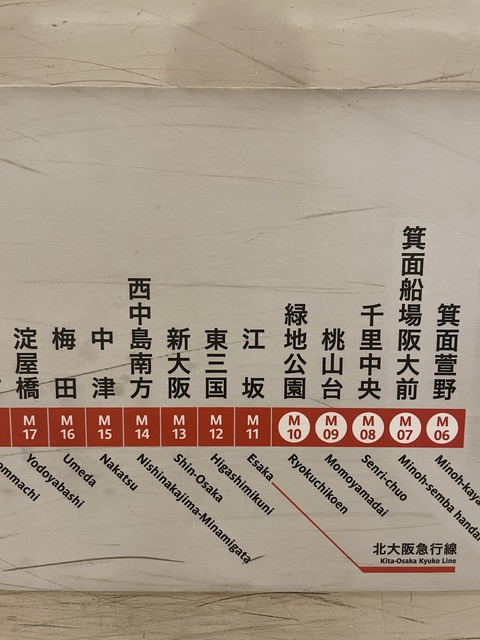 淀屋橋
梅田
中津
西中島南方
新大阪
東三国
江坂
緑地公園
桃山台
千里中央
箕面船場阪大前
箕面萱野
M 17
M 16
M 15
M 14
M 13
M 12
M 11
M 10
M 09
M 08
M 07
M 06
Yodoyabashi
Umeda
Nakatsu
Nishinakajima-Minamigata
Shin-Osaka
Higashimikuni
Esaka
Ryokuchikoen
Momoyamadai
Senri-chuo
Minoh-semba handai
Minoh-kaya
北大阪急行線
Kita-Osaka Kyuko Line